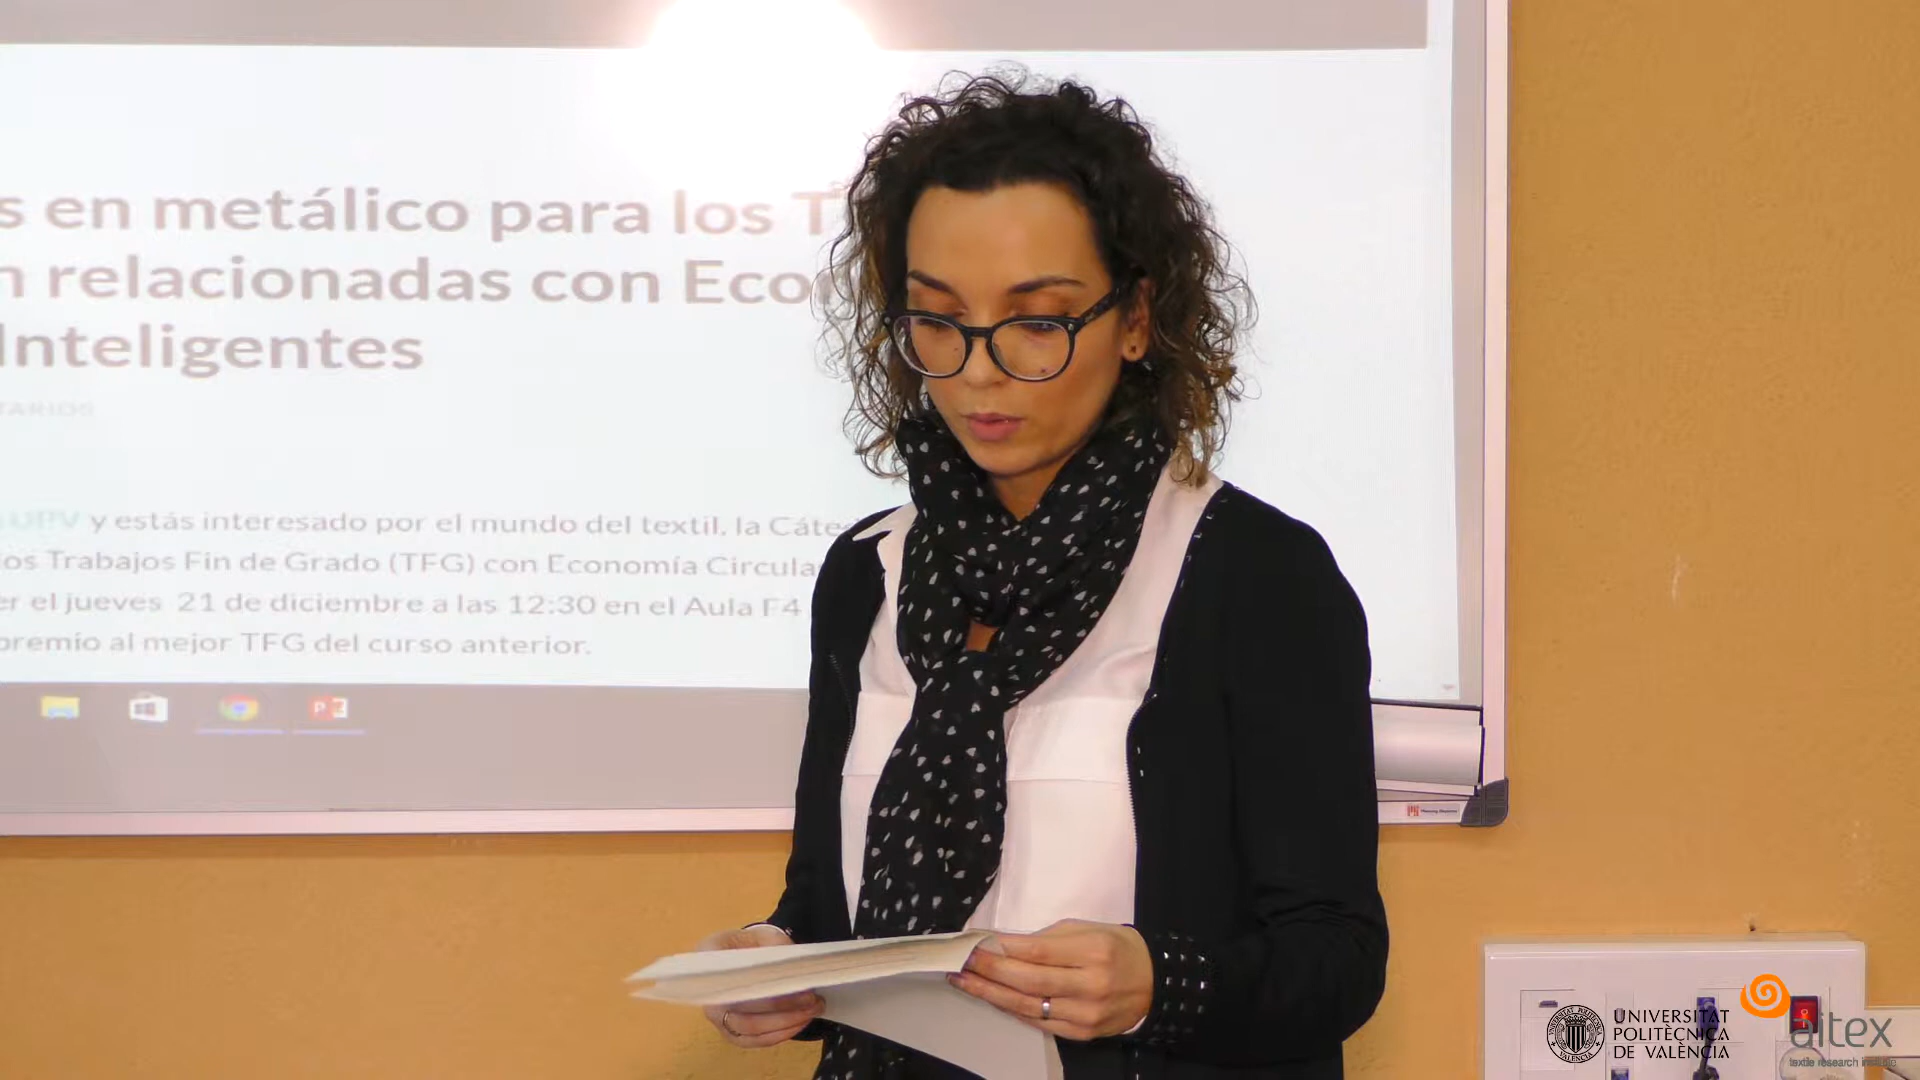 s en metálico para los T
n relacionadas con Eco
Inteligentes
TARIOS
UPV y estás interesado por el mundo del textil, la Cáte
os Trabajos Fin de Grado (TFG) con Economía Circula
er el jueves 21 de diciembre a las 12:30 en el Aula F4
premio al mejor TFG del curso anterior.
UNIVERSITAT
POLITÈCNICA
DE VALÈNCIA
aitex
textile research institute